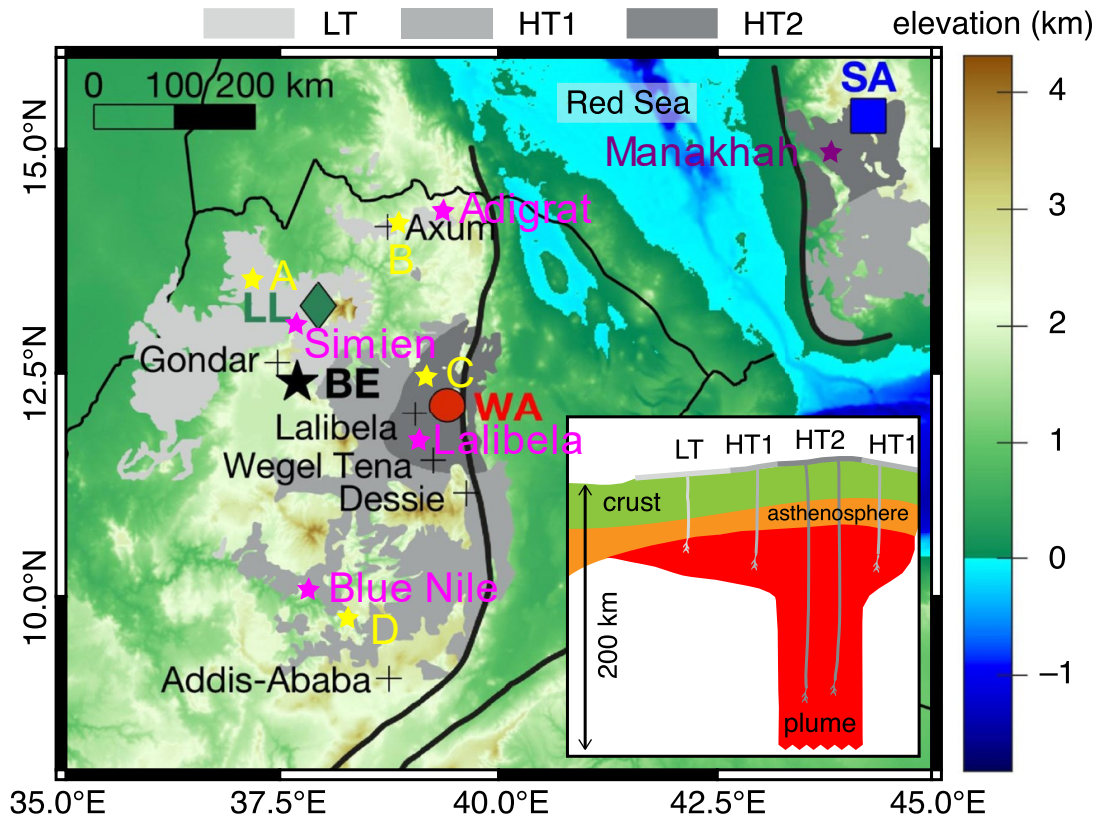 LT HT1 HT2 elevation (km)
0 100 200 km
Red Sea
SA
Manakhah
Adigrat
Axum
B
A
LL
Simien
Gondar
BE
C
WA
Lalibela
Lalibela
Wegel Tena
Dessie
Blue Nile
D
Addis-Ababa
LT HT1 HT2 HT1
crust
asthenosphere
200 km
plume
15.0°N
12.5°N
10.0°N
35.0°E 37.5°E 40.0°E 42.5°E 45.0°E
4
3
2
1
0
−1